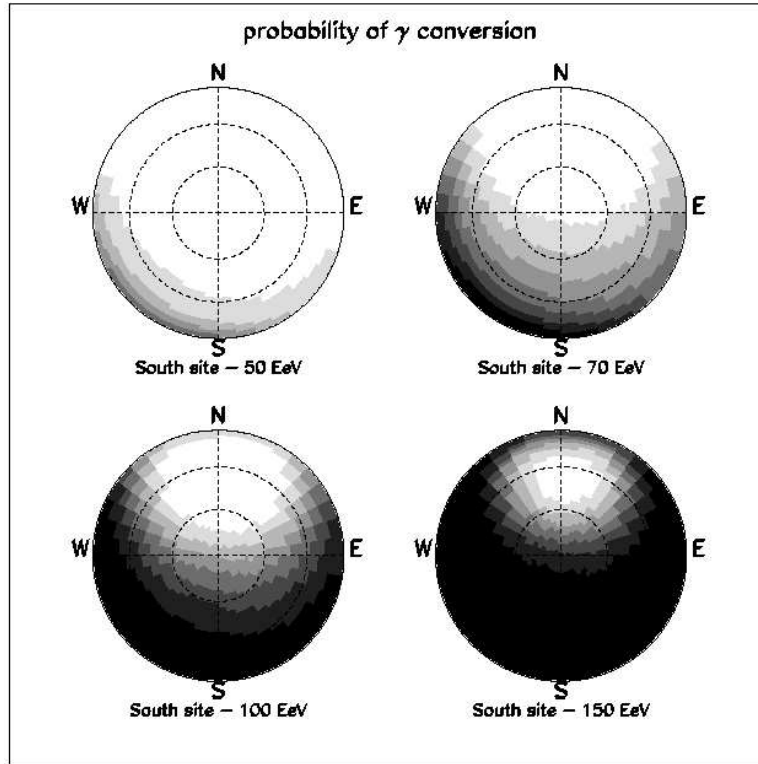 probability of γ conversion
N
N
W
E
W
E
S
S
South site – 50 EeV
South site – 70 EeV
N
N
W
E
W
E
S
S
South site – 100 EeV
South site – 150 EeV